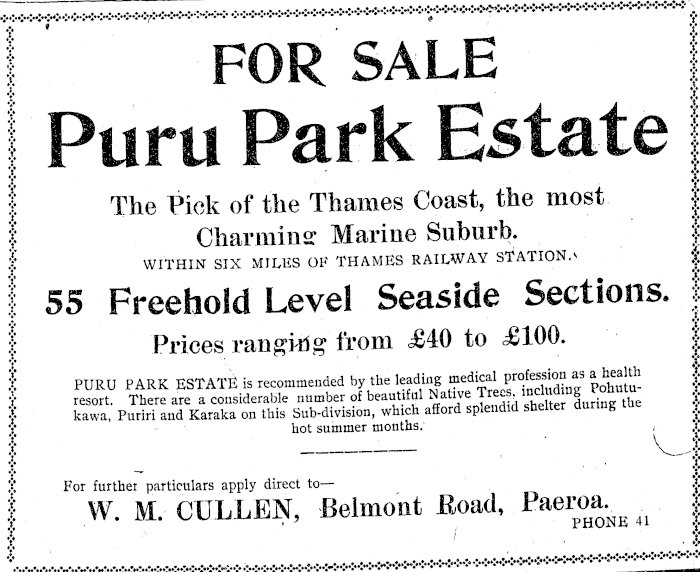 FOR SALE
Puru Park Estate
The Pick of the Thames Coast, the most
Charming Marine Suburb.
WITHIN SIX MILES OF THAMES RAILWAY STATION.
55 Freehold Level Seaside Sections.
Prices ranging from £40 to £100.
PURU PARK ESTATE is recommended by the leading medical profession as a health
resort. There are a considerable number of beautiful Native Trees, including Pohutu-
kawa, Puriri and Karaka on this Sub-division, which afford splendid shelter during the
hot summer months.
For further particulars apply direct to—
W. M. CULLEN, Belmont Road, Paeroa.
PHONE 41